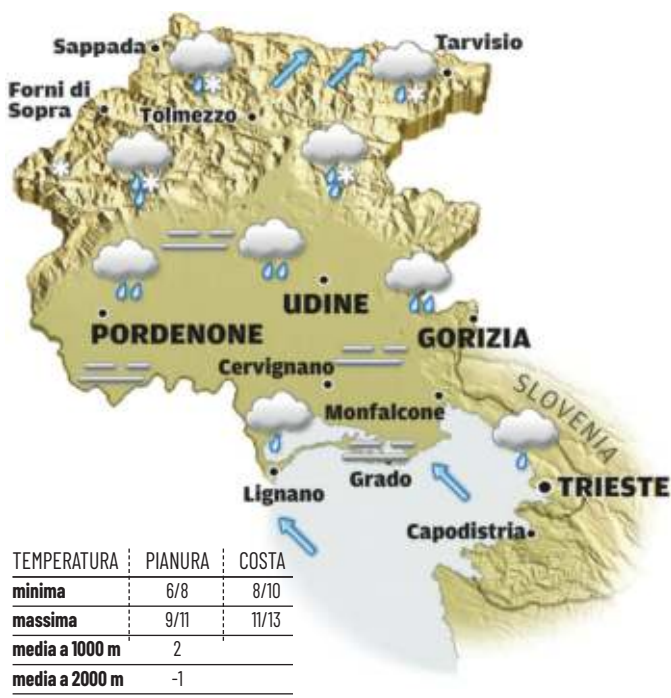 Sappada
Tarvisio
Forni di
Sopra
Tolmezzo
UDINE
PORDENONE
GORIZIA
Cervignano
SLOVENIA
Monfalcone
Grado
Lignano
TRIESTE
Capodistria
TEMPERATURA PIANURA COSTA
minima 6/8 8/10
massima 9/11 11/13
media a 1000 m 2
media a 2000 m -1